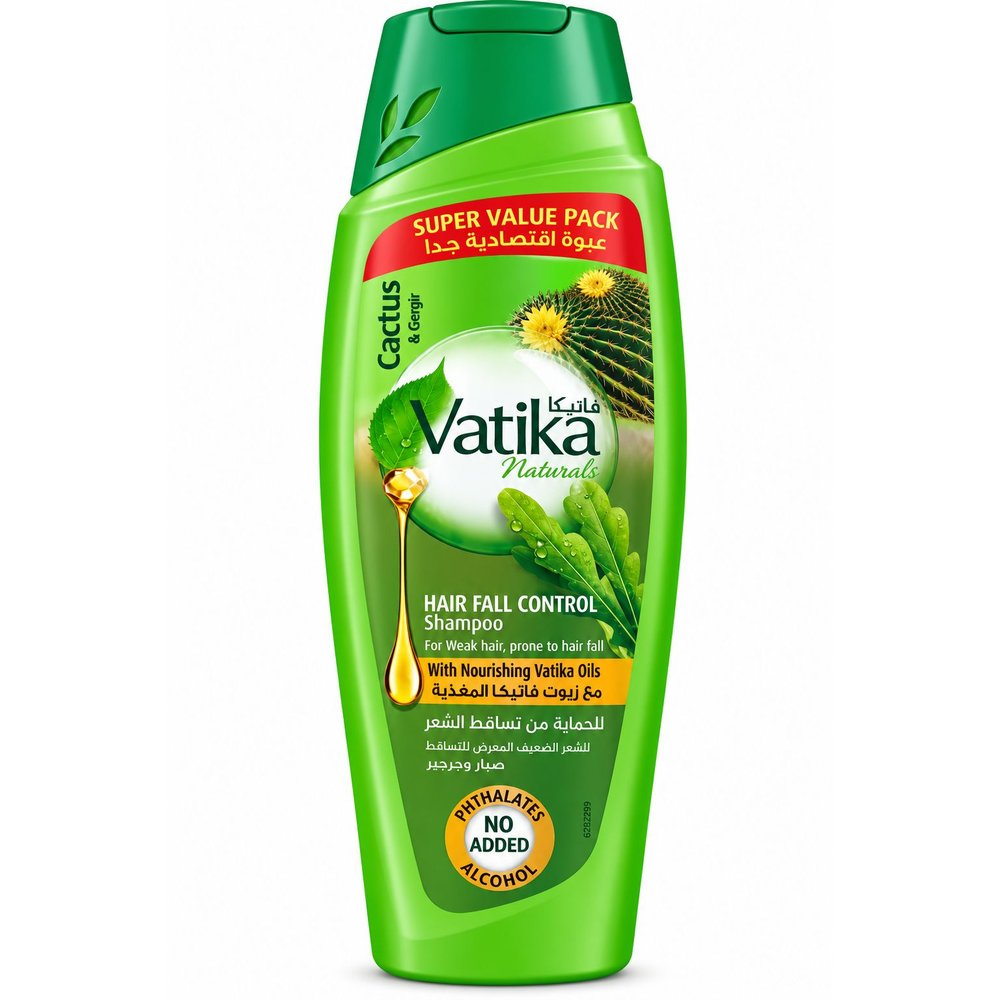 SUPER VALUE PACK
عبوة اقتصادية جدا
Cactus
& Gergir
فاتيكا
Vatika
Naturals
HAIR FALL CONTROL
Shampoo
For Weak hair, prone to hair fall
With Nourishing Vatika Oils
مع زيوت فاتيكا المغذية
للحماية من تساقط الشعر
للشعر الضعيف المعرض للتساقط
صبار وجرجير
PHTHALATES
NO
ADDED
ALCOHOL
6282299